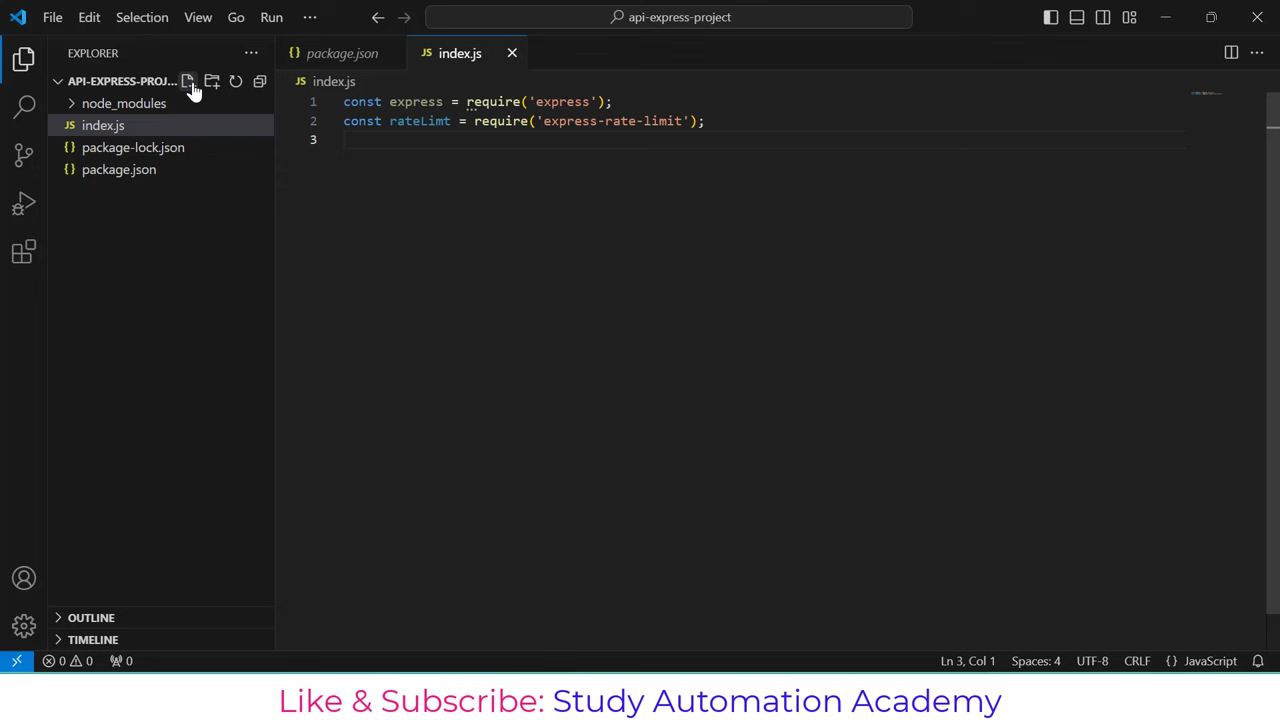 File Edit Selection View Go Run ··· api-express-project
EXPLORER ···
package.json
JS index.js
API-EXPRESS-PROJ...
JS index.js
node_modules
JS index.js
{} package-lock.json
{} package.json
1 const express = require('express');
2 const rateLimt = require('express-rate-limit');
3
OUTLINE
TIMELINE
0 0 0 Ln 3, Col 1 Spaces: 4 UTF-8 CRLF {} JavaScript
Like & Subscribe: Study Automation Academy